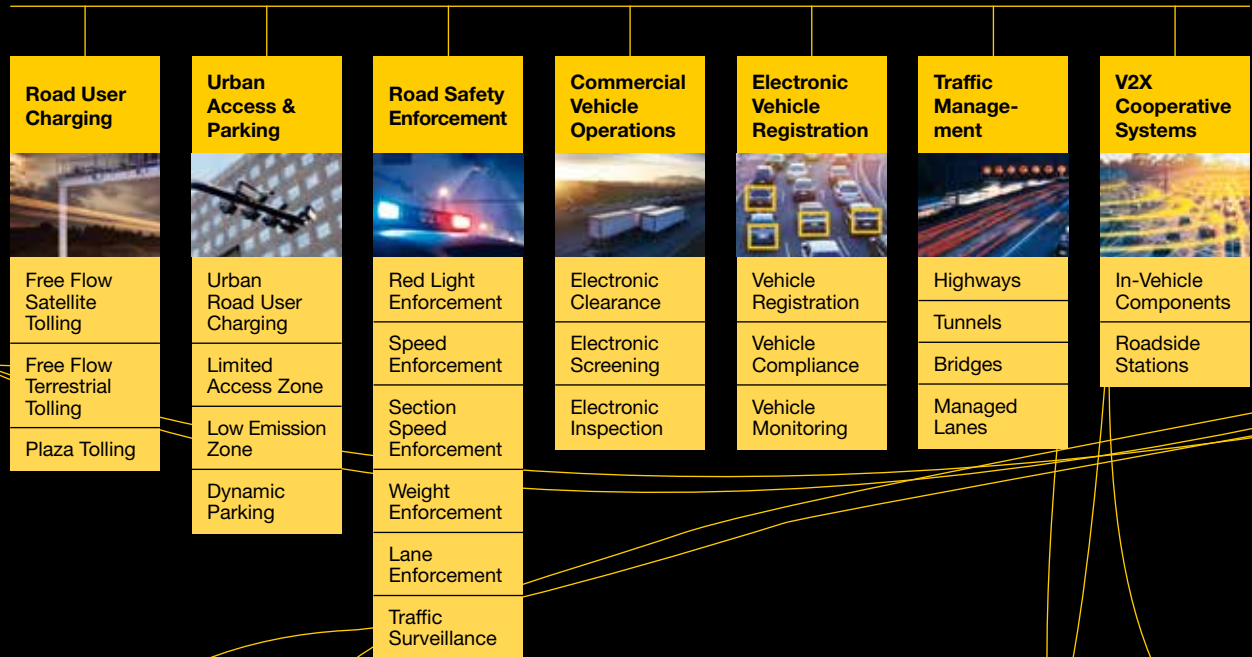 Road User
Charging
Free Flow
Satellite
Tolling
Free Flow
Terrestrial
Tolling
Plaza Tolling
Urban
Access &
Parking
Urban
Road User
Charging
Limited
Access Zone
Low Emission
Zone
Dynamic
Parking
Road Safety
Enforcement
Red Light
Enforcement
Speed
Enforcement
Section
Speed
Enforcement
Weight
Enforcement
Lane
Enforcement
Traffic
Surveillance
Commercial
Vehicle
Operations
Electronic
Clearance
Electronic
Screening
Electronic
Inspection
Electronic
Vehicle
Registration
Vehicle
Registration
Vehicle
Compliance
Vehicle
Monitoring
Traffic
Manage-
ment
Highways
Tunnels
Bridges
Managed
Lanes
V2X
Cooperative
Systems
In-Vehicle
Components
Roadside
Stations